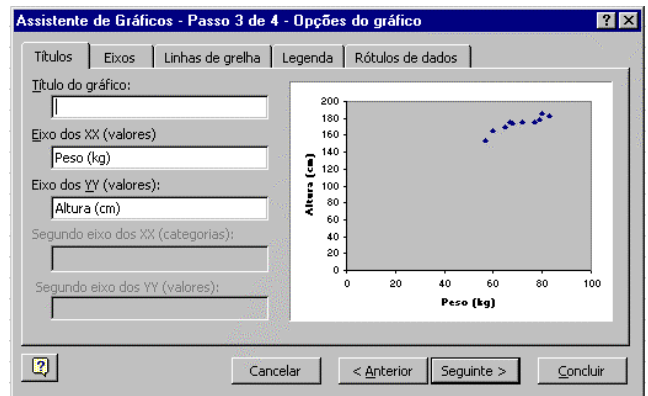 Assistente de Gráficos - Passo 3 de 4 - Opções do gráfico
Títulos Eixos Linhas de grelha Legenda Rótulos de dados
Título do gráfico:
Eixo dos XX (valores)
Peso (kg)
Eixo dos YY (valores):
Altura (cm)
Segundo eixo dos XX (categorias):
Segundo eixo dos YY (valores):
200
180
160
140
120
100
80
60
40
20
0
Altura (cm)
0 20 40 60 80 100
Peso (kg)
Cancelar < Anterior Seguinte > Concluir